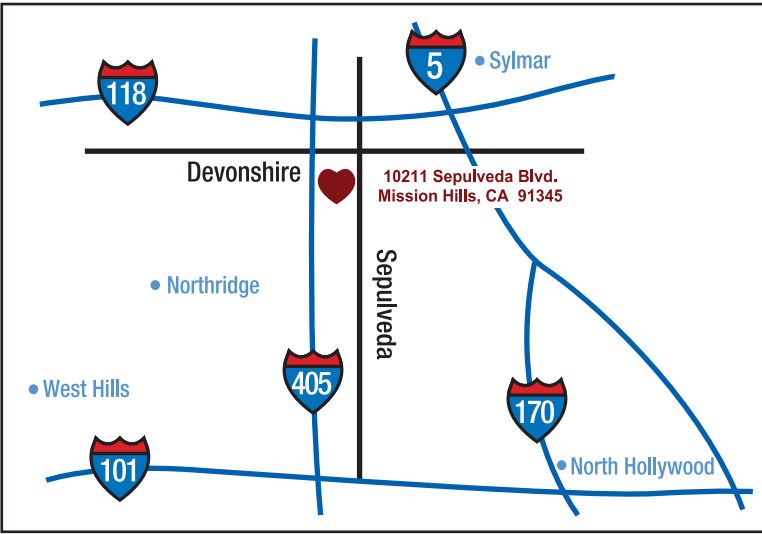 5
Sylmar
118
Devonshire
10211 Sepulveda Blvd.
Mission Hills, CA 91345
Sepulveda
Northridge
405
West Hills
170
101
North Hollywood